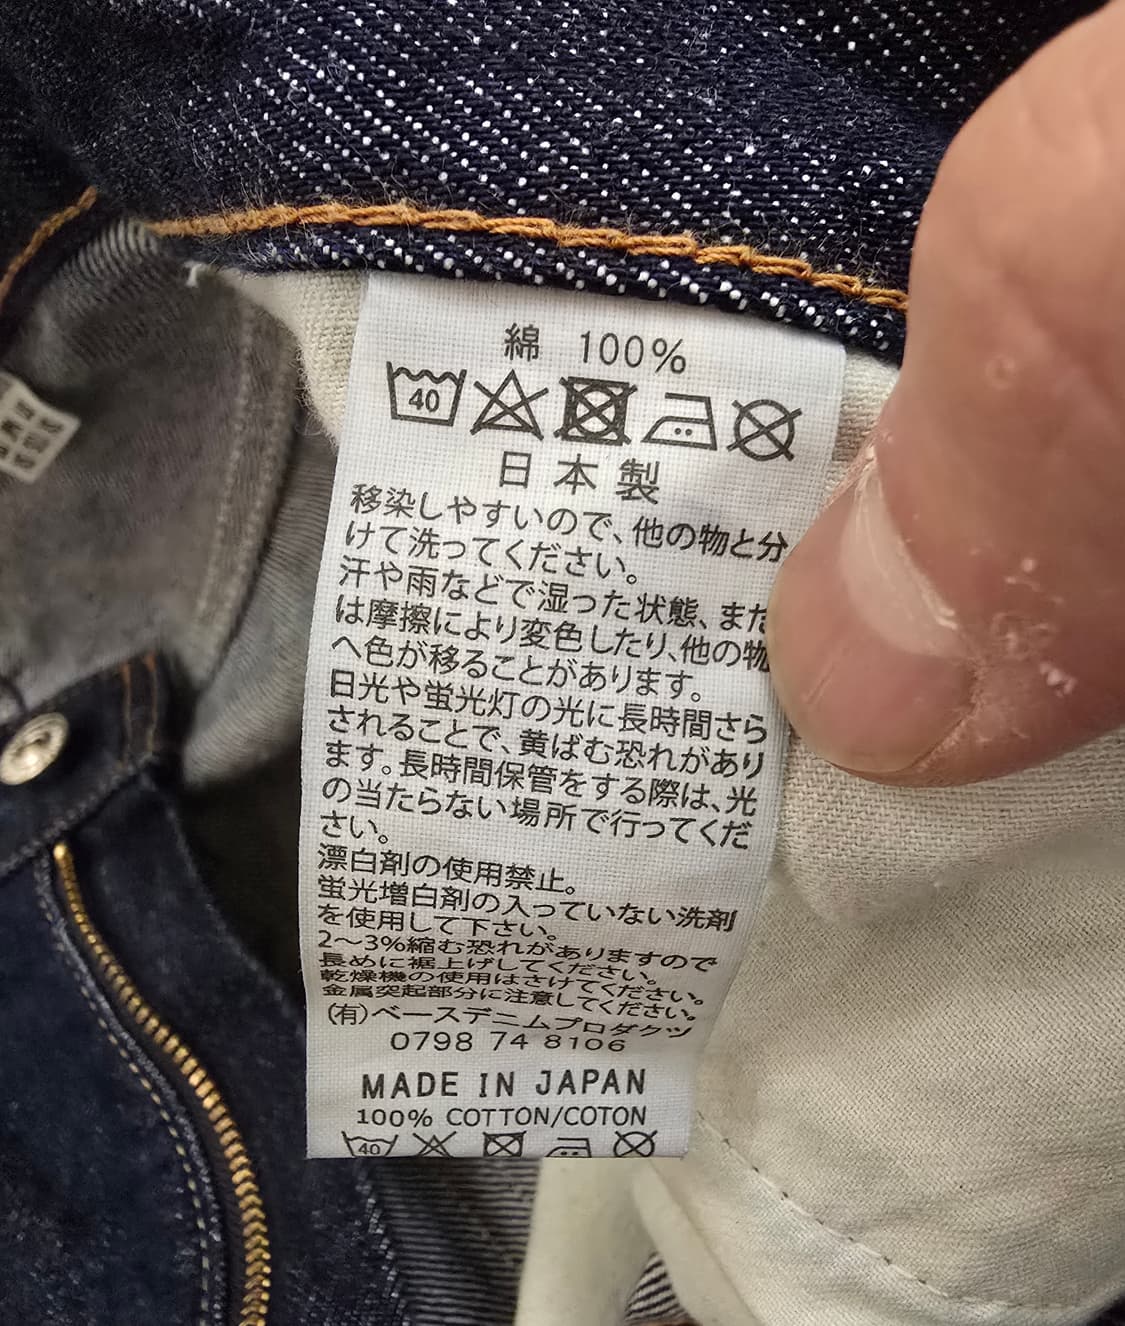 綿 100%
40
日本製
移染しやすいので、他の物と分
けて洗ってください。
汗や雨などで湿った状態、また
は摩擦により変色したり、他の物
へ色が移ることがあります。
日光や蛍光灯の光に長時間さら
されることで、黄ばむ恐れがあり
ます。長時間保管をする際は、光
の当たらない場所で行ってくだ
さい。
漂白剤の使用禁止。
蛍光増白剤の入っていない洗剤
を使用して下さい。
2～3%縮む恐れがありますので
長めに裾上げしてください。
乾燥機の使用はさけてください。
金属突起部分に注意してください。
(有)ベースデニムプロダクツ
0798 74 8106
MADE IN JAPAN
100% COTTON/COTON
40